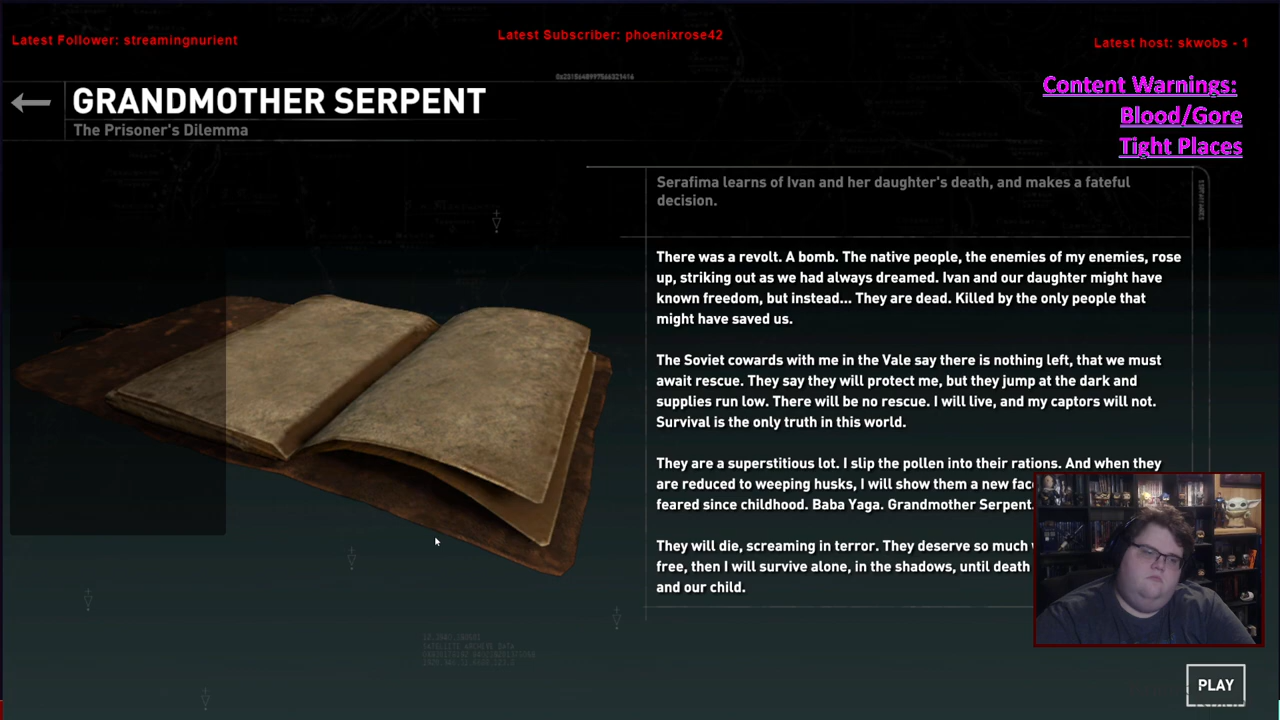 Latest Follower: streamingnurient
Latest Subscriber: phoenixrose42
Latest host: skwobs - 1
Content Warnings:
Blood/Gore
Tight Places
GRANDMOTHER SERPENT
The Prisoner's Dilemma
Serafima learns of Ivan and her daughter's death, and makes a fateful
decision.
There was a revolt. A bomb. The native people, the enemies of my enemies, rose
up, striking out as we had always dreamed. Ivan and our daughter might have
known freedom, but instead... They are dead. Killed by the only people that
might have saved us.
The Soviet cowards with me in the Vale say there is nothing left, that we must
await rescue. They say they will protect me, but they jump at the dark and
supplies run low. There will be no rescue. I will live, and my captors will not.
Survival is the only truth in this world.
They are a superstitious lot. I slip the pollen into their rations. And when they
are reduced to weeping husks, I will show them a new face
feared since childhood. Baba Yaga. Grandmother Serpent.
They will die, screaming in terror. They deserve so much
free, then I will survive alone, in the shadows, until death
and our child.
PLAY